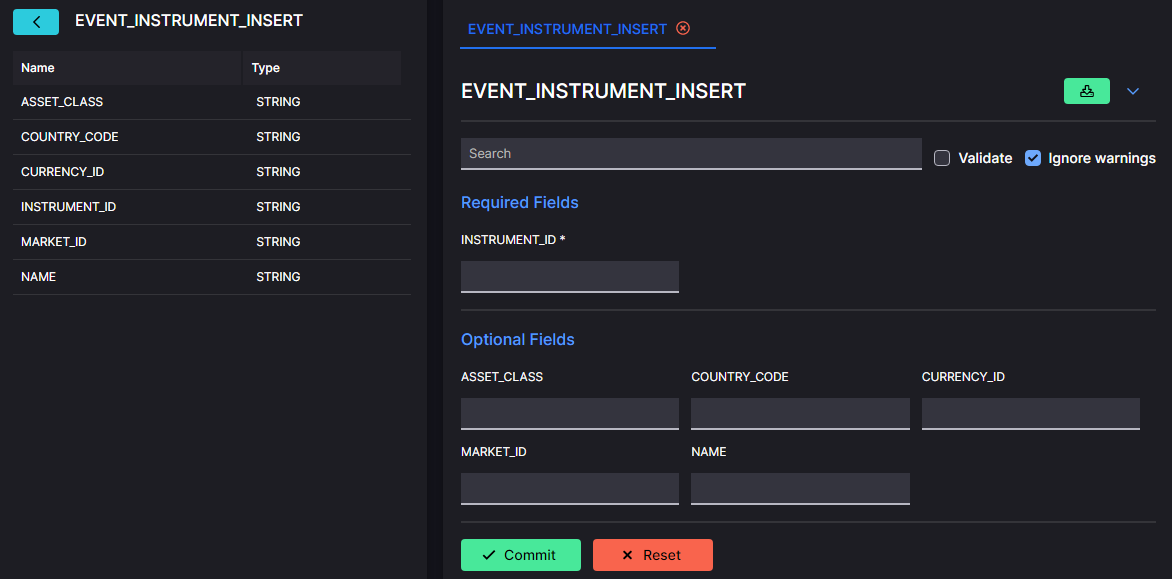 EVENT_INSTRUMENT_INSERT
Name Type
ASSET_CLASS STRING
COUNTRY_CODE STRING
CURRENCY_ID STRING
INSTRUMENT_ID STRING
MARKET_ID STRING
NAME STRING
EVENT_INSTRUMENT_INSERT
EVENT_INSTRUMENT_INSERT
Search Validate Ignore warnings
Required Fields
INSTRUMENT_ID *
Optional Fields
ASSET_CLASS COUNTRY_CODE CURRENCY_ID
MARKET_ID NAME
Commit Reset